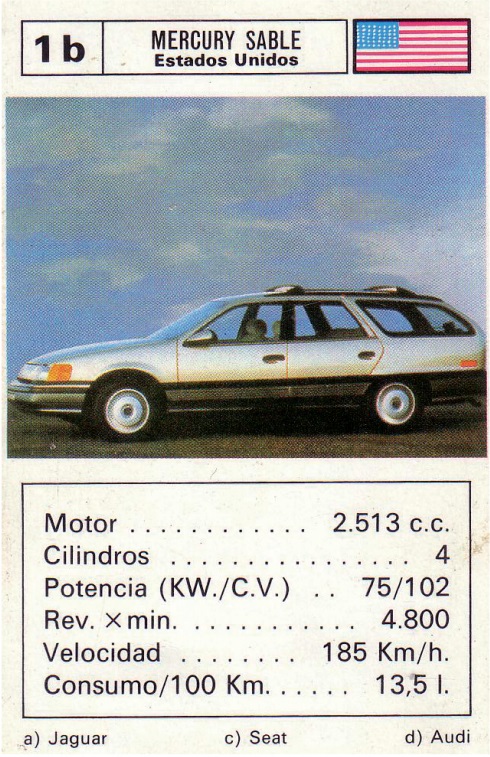 1b
MERCURY SABLE
Estados Unidos
Motor . . . . . . . . . . . . . 2.513 c.c.
Cilindros . . . . . . . . . . . . . . . . . 4
Potencia (KW./C.V.) . . 75/102
Rev. × min. . . . . . . . . . . . 4.800
Velocidad . . . . . . . . 185 Km/h.
Consumo/100 Km. . . . . . 13,5 l.
a) Jaguar c) Seat d) Audi